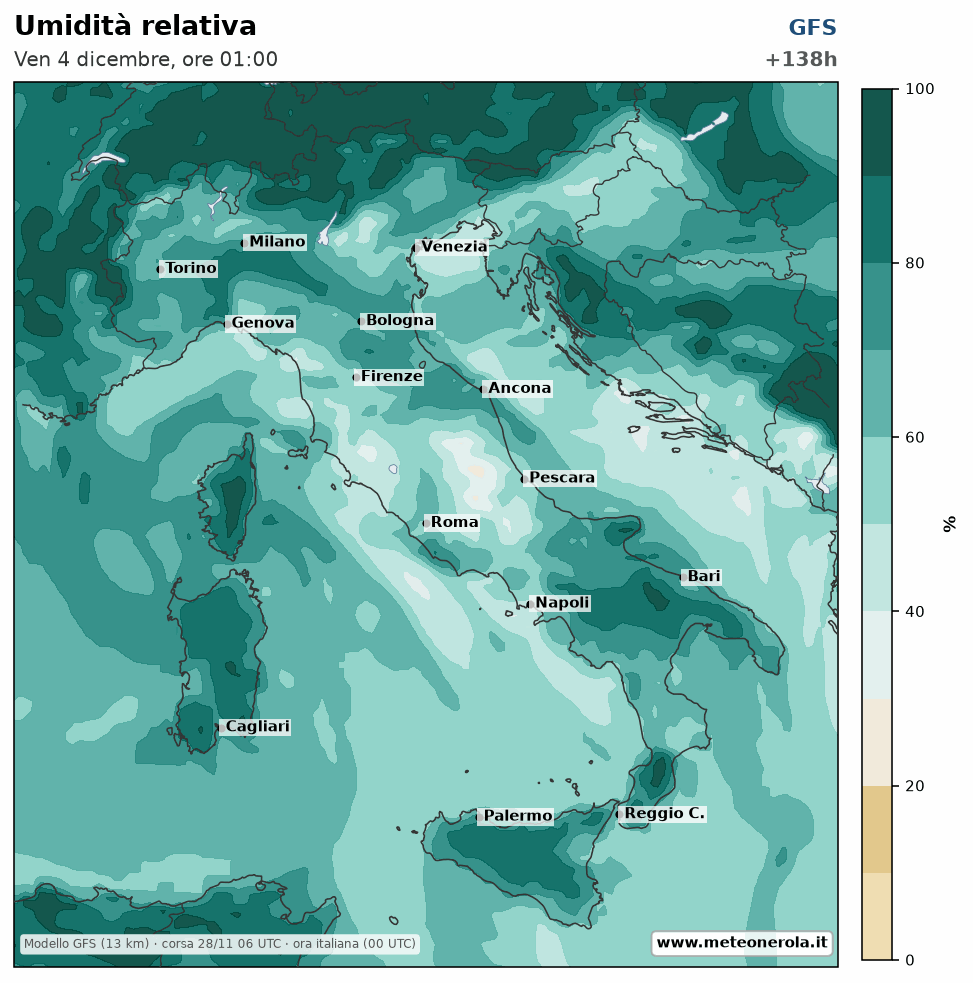 Umidità relativa
GFS
Ven 4 dicembre, ore 01:00
+138h
100
80
60
40
20
0
%
Milano
Venezia
Torino
Genova
Bologna
Firenze
Ancona
Pescara
Roma
Bari
Napoli
Cagliari
Palermo
Reggio C.
Modello GFS (13 km) · corsa 28/11 06 UTC · ora italiana (00 UTC)
www.meteonerola.it